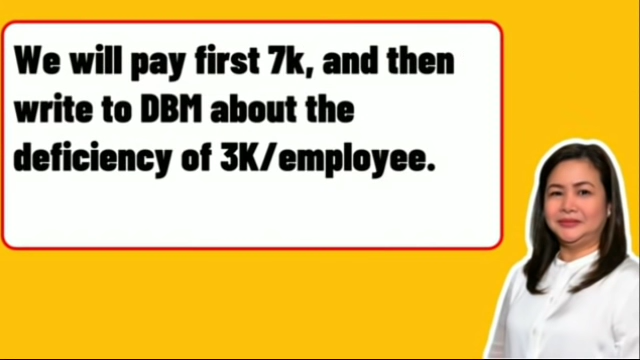 We will pay first 7k, and then
write to DBM about the
deficiency of 3K/employee.